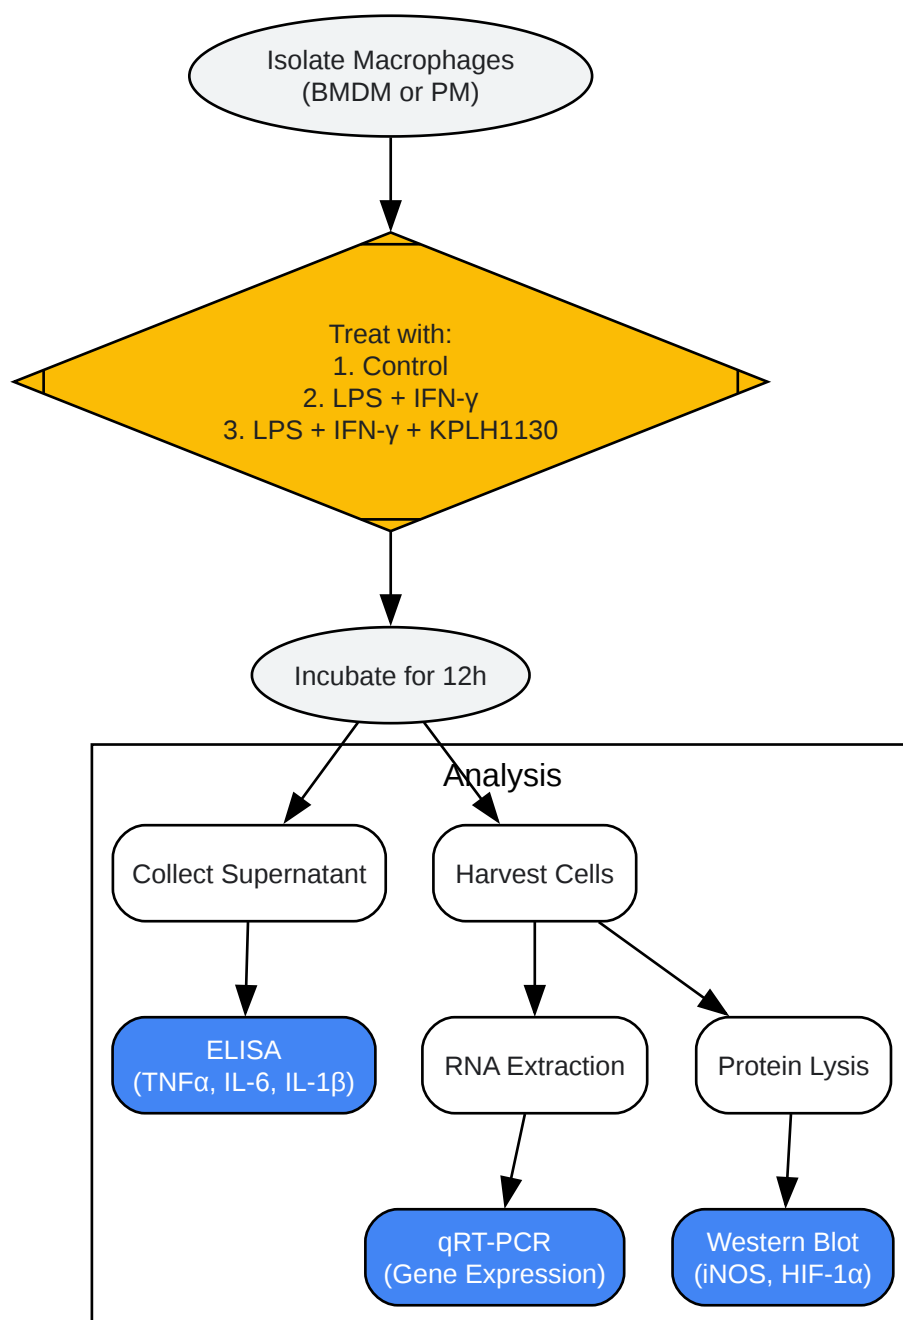 Isolate Macrophages
(BMDM or PM)
Treat with:
1. Control
2. LPS + IFN-γ
3. LPS + IFN-γ + KPLH1130
Incubate for 12h
Analysis
Collect Supernatant
Harvest Cells
ELISA
(TNFα, IL-6, IL-1β)
RNA Extraction
Protein Lysis
qRT-PCR
(Gene Expression)
Western Blot
(iNOS, HIF-1α)